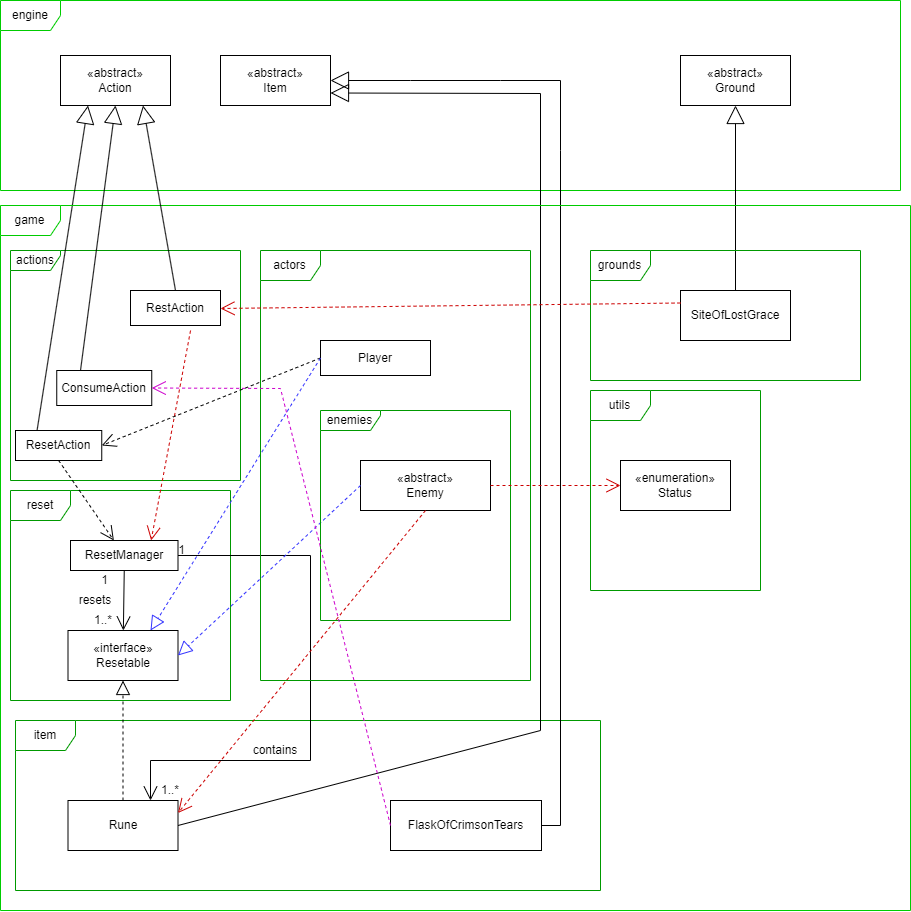 engine
«abstract»
Action
«abstract»
Item
«abstract»
Ground
game
actions
actors
grounds
RestAction
SiteOfLostGrace
Player
ConsumeAction
utils
enemies
ResetAction
«abstract»
Enemy
«enumeration»
Status
reset
ResetManager
1
1
resets
1..*
«interface»
Resetable
item
contains
1..*
Rune
FlaskOfCrimsonTears